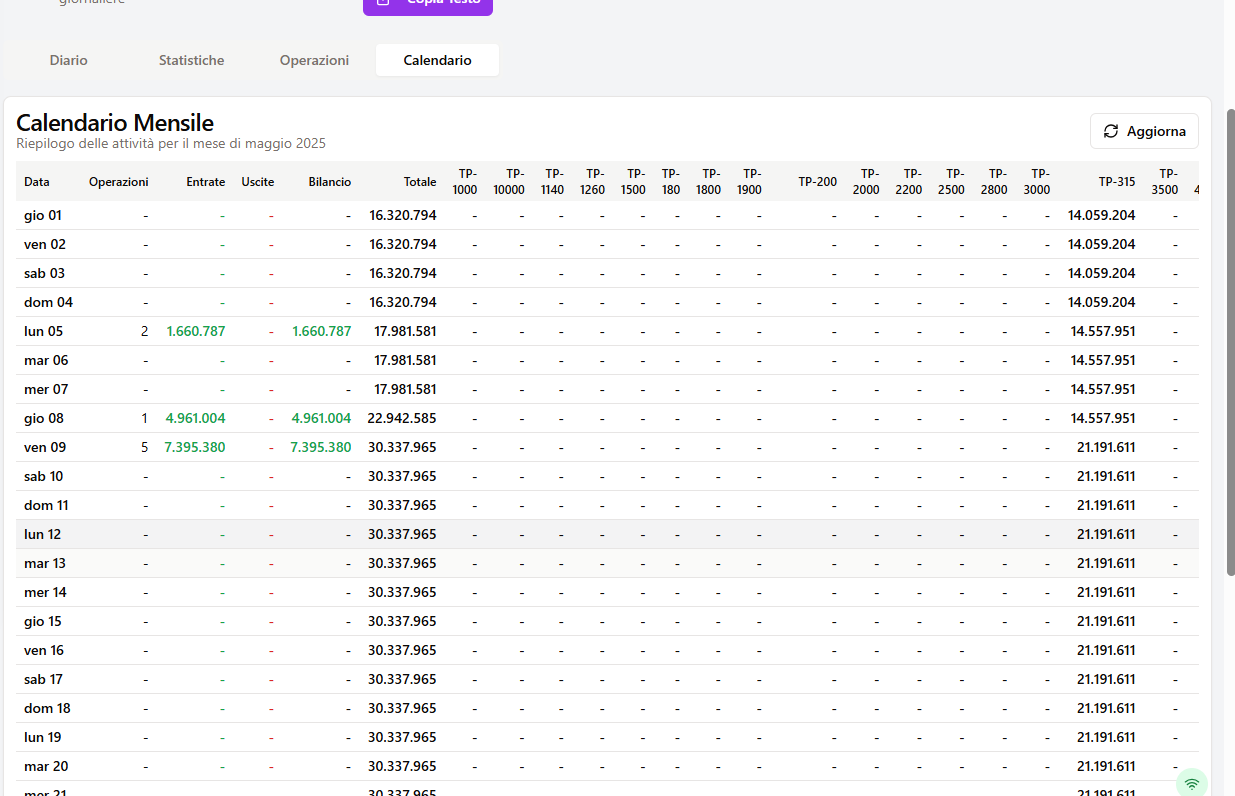 giornaliere
Copia Testo
Diario Statistiche Operazioni Calendario
Calendario Mensile
Riepilogo delle attività per il mese di maggio 2025
Aggiorna
Data Operazioni Entrate Uscite Bilancio Totale TP-1000 TP-10000 TP-1140 TP-1260 TP-1500 TP-180 TP-1800 TP-1900 TP-200 TP-2000 TP-2200 TP-2500 TP-2800 TP-3000 TP-315 TP-3500
gio 01 - - - - 16.320.794 - - - - - - - - - - - - - - 14.059.204 -
ven 02 - - - - 16.320.794 - - - - - - - - - - - - - - 14.059.204 -
sab 03 - - - - 16.320.794 - - - - - - - - - - - - - - 14.059.204 -
dom 04 - - - - 16.320.794 - - - - - - - - - - - - - - 14.059.204 -
lun 05 2 1.660.787 - 1.660.787 17.981.581 - - - - - - - - - - - - - - 14.557.951 -
mar 06 - - - - 17.981.581 - - - - - - - - - - - - - - 14.557.951 -
mer 07 - - - - 17.981.581 - - - - - - - - - - - - - - 14.557.951 -
gio 08 1 4.961.004 - 4.961.004 22.942.585 - - - - - - - - - - - - - - 14.557.951 -
ven 09 5 7.395.380 - 7.395.380 30.337.965 - - - - - - - - - - - - - - 21.191.611 -
sab 10 - - - - 30.337.965 - - - - - - - - - - - - - - 21.191.611 -
dom 11 - - - - 30.337.965 - - - - - - - - - - - - - - 21.191.611 -
lun 12 - - - - 30.337.965 - - - - - - - - - - - - - - 21.191.611 -
mar 13 - - - - 30.337.965 - - - - - - - - - - - - - - 21.191.611 -
mer 14 - - - - 30.337.965 - - - - - - - - - - - - - - 21.191.611 -
gio 15 - - - - 30.337.965 - - - - - - - - - - - - - - 21.191.611 -
ven 16 - - - - 30.337.965 - - - - - - - - - - - - - - 21.191.611 -
sab 17 - - - - 30.337.965 - - - - - - - - - - - - - - 21.191.611 -
dom 18 - - - - 30.337.965 - - - - - - - - - - - - - - 21.191.611 -
lun 19 - - - - 30.337.965 - - - - - - - - - - - - - - 21.191.611 -
mar 20 - - - - 30.337.965 - - - - - - - - - - - - - - 21.191.611 -
mer 21 30.337.965 21.191.611